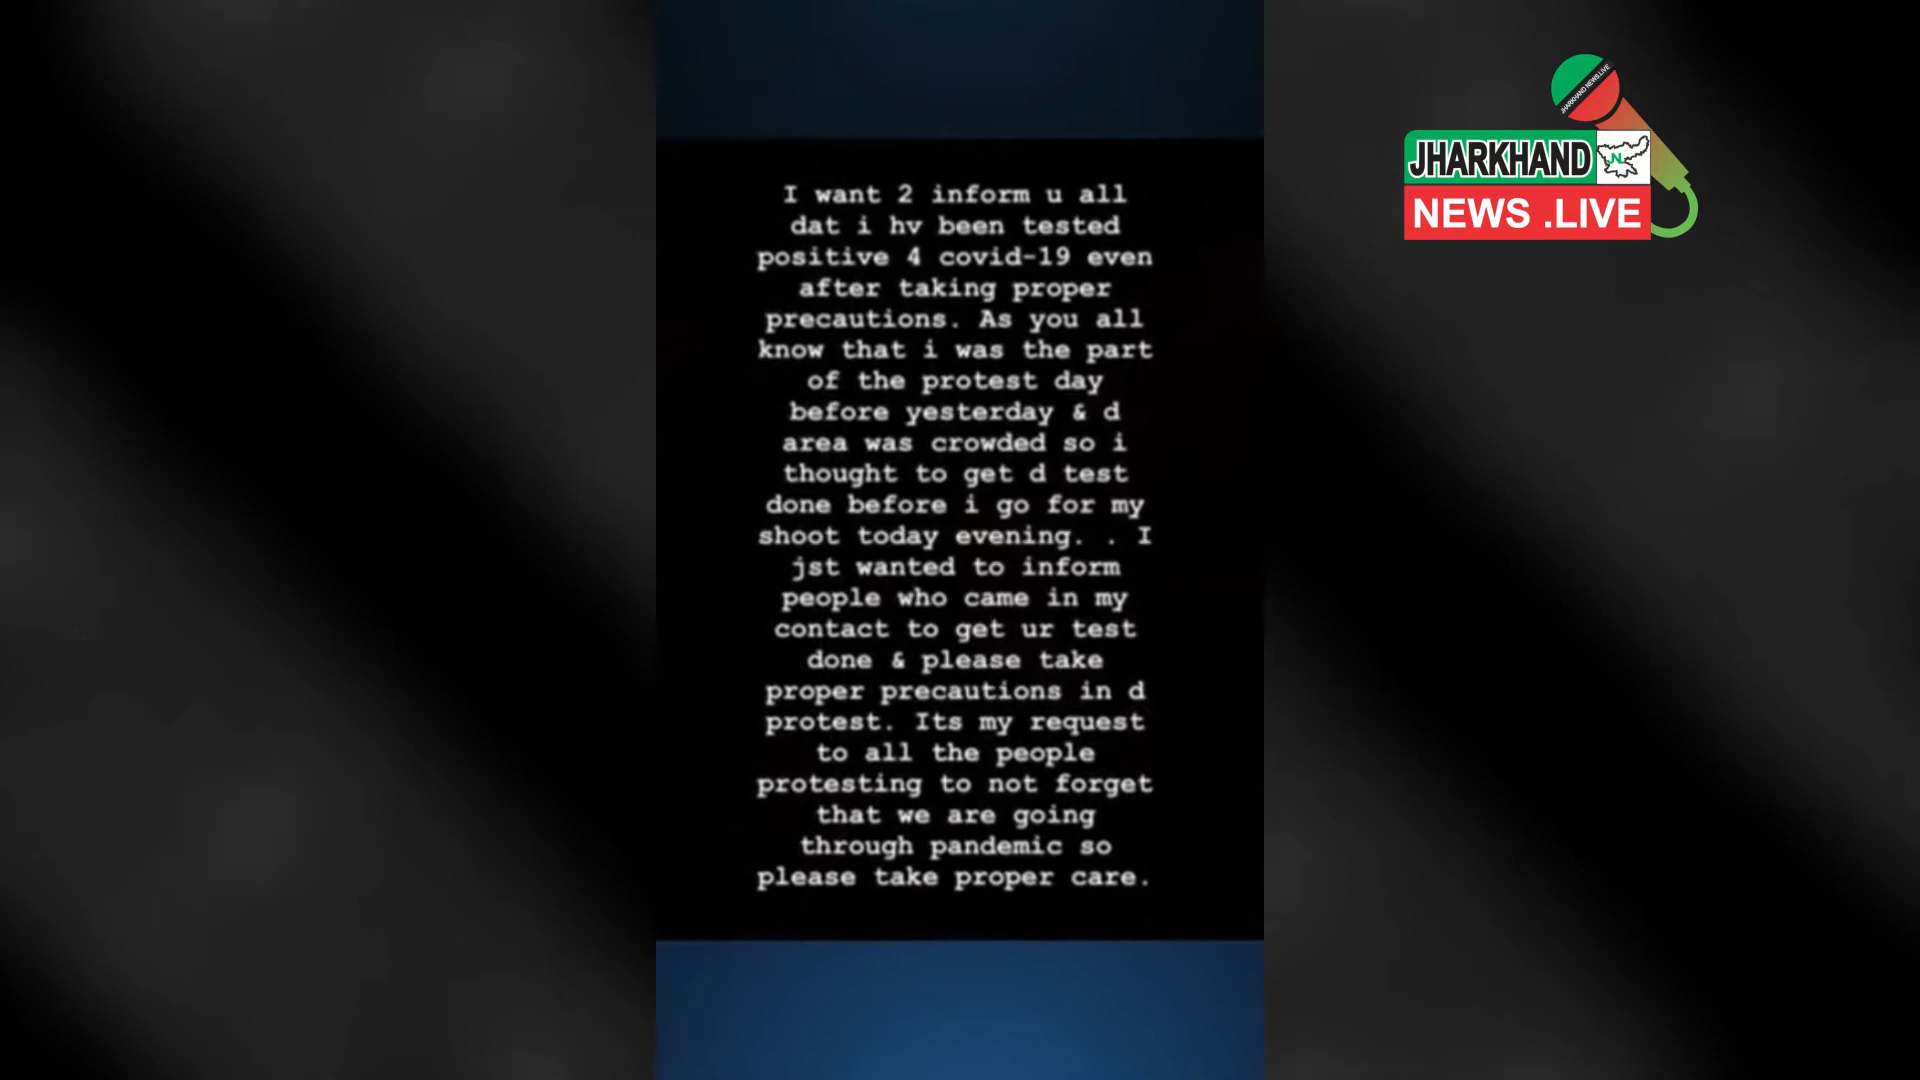 I want 2 inform u all
dat i hv been tested
positive 4 covid-19 even
after taking proper
precautions. As you all
know that i was the part
of the protest day
before yesterday & d
area was crowded so i
thought to get d test
done before i go for my
shoot today evening. . I
jst wanted to inform
people who came in my
contact to get ur test
done & please take
proper precautions in d
protest. Its my request
to all the people
protesting to not forget
that we are going
through pandemic so
please take proper care.
JHARKHAND NEWS.LIVE
JHARKHAND
JNL
NEWS .LIVE